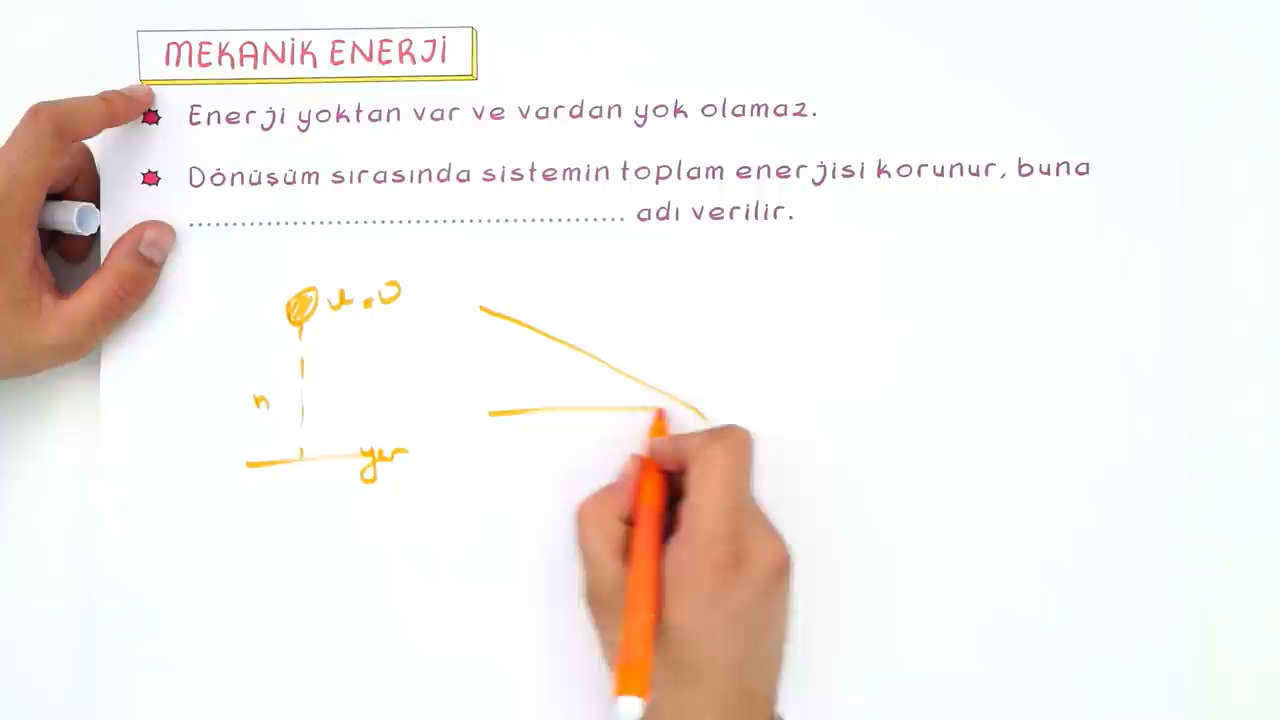 MEKANİK ENERJİ
Enerji yoktan var ve vardan yok olamaz.
Dönüşüm sırasında sistemin toplam enerjisi korunur, buna
................................................ adı verilir.
yer